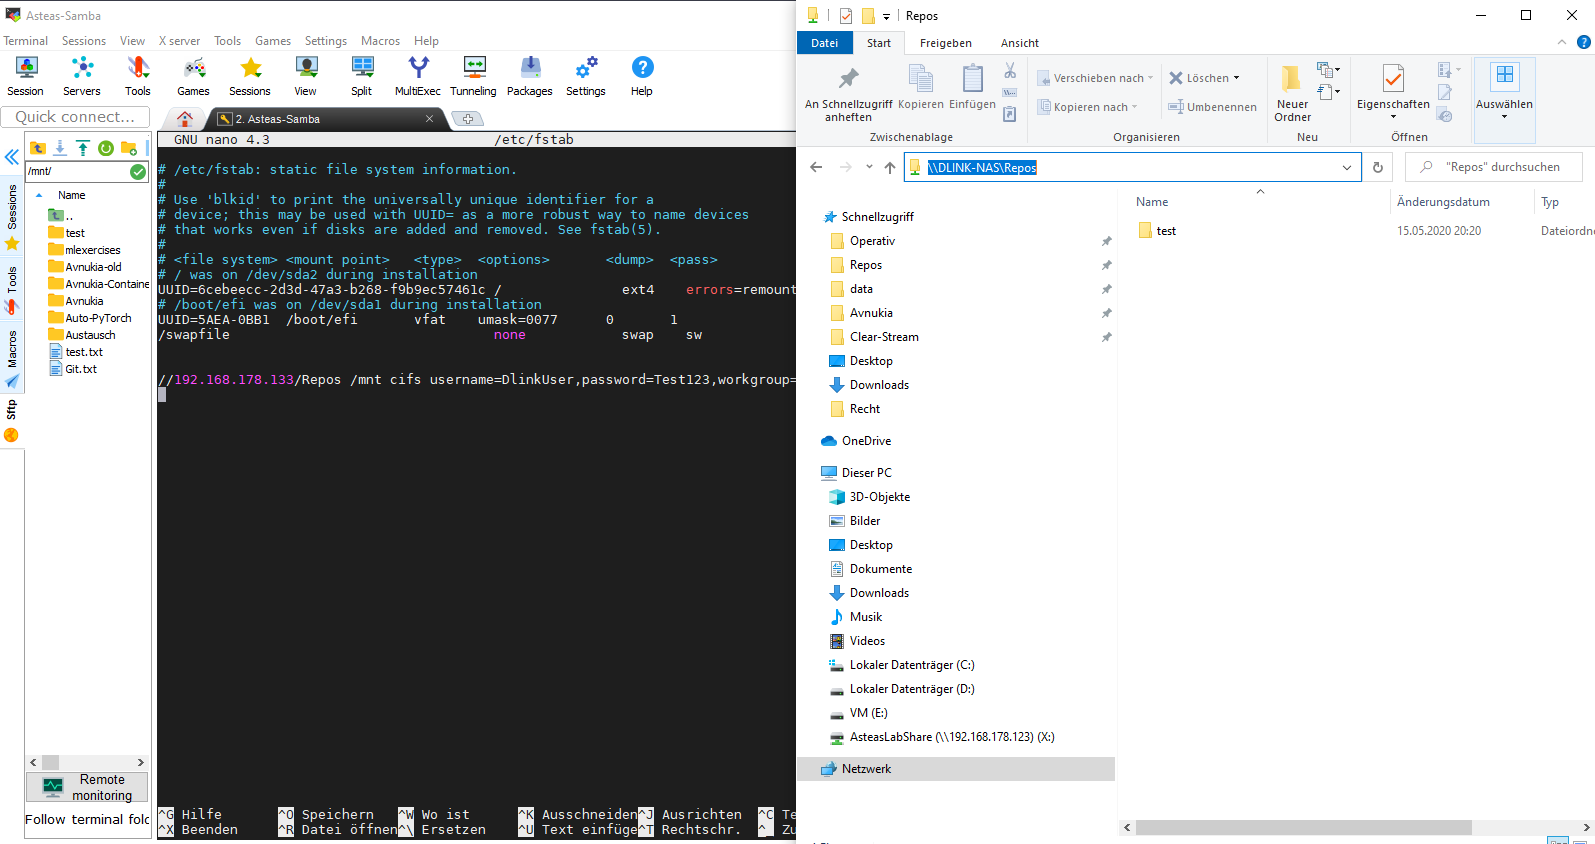 Asteas-Samba
Terminal Sessions View X server Tools Games Settings Macros Help
Session Servers Tools Games Sessions View Split MultiExec Tunneling Packages Settings Help
Quick connect...
2. Asteas-Samba
/mnt/
Name
..
test
mlexercises
Avnukia-old
Avnukia-Containe
Avnukia
Auto-PyTorch
Austausch
test.txt
Git.txt
Sessions
Tools
Macros
Sftp
Remote
monitoring
Follow terminal folc
GNU nano 4.3 /etc/fstab
# /etc/fstab: static file system information.
#
# Use 'blkid' to print the universally unique identifier for a
# device; this may be used with UUID= as a more robust way to name devices
# that works even if disks are added and removed. See fstab(5).
#
# <file system> <mount point> <type> <options> <dump> <pass>
# / was on /dev/sda2 during installation
UUID=6cebeecc-2d3d-47a3-b268-f9b9ec57461c / ext4 errors=remount
# /boot/efi was on /dev/sda1 during installation
UUID=5AEA-0BB1 /boot/efi vfat umask=0077 0 1
/swapfile none swap sw
//192.168.178.133/Repos /mnt cifs username=DlinkUser,password=Test123,workgroup=
^G Hilfe ^O Speichern ^W Wo ist ^K Ausschneiden ^J Ausrichten ^C Te
^X Beenden ^R Datei öffnen ^\ Ersetzen ^U Text einfüge ^T Rechtschr. ^_ Zu
Repos
Datei Start Freigeben Ansicht
An Schnellzugriff
anheften
Kopieren
Einfügen
Zwischenablage
Verschieben nach
Kopieren nach
Löschen
Umbenennen
Organisieren
Neuer
Ordner
Neu
Eigenschaften
Öffnen
Auswählen
\\DLINK-NAS\Repos
"Repos" durchsuchen
Schnellzugriff
Operativ
Repos
data
Avnukia
Clear-Stream
Desktop
Downloads
Recht
OneDrive
Dieser PC
3D-Objekte
Bilder
Desktop
Dokumente
Downloads
Musik
Videos
Lokaler Datenträger (C:)
Lokaler Datenträger (D:)
VM (E:)
AsteasLabShare (\\192.168.178.123) (X:)
Netzwerk
Name Änderungsdatum Typ
test 15.05.2020 20:20 Dateiordne